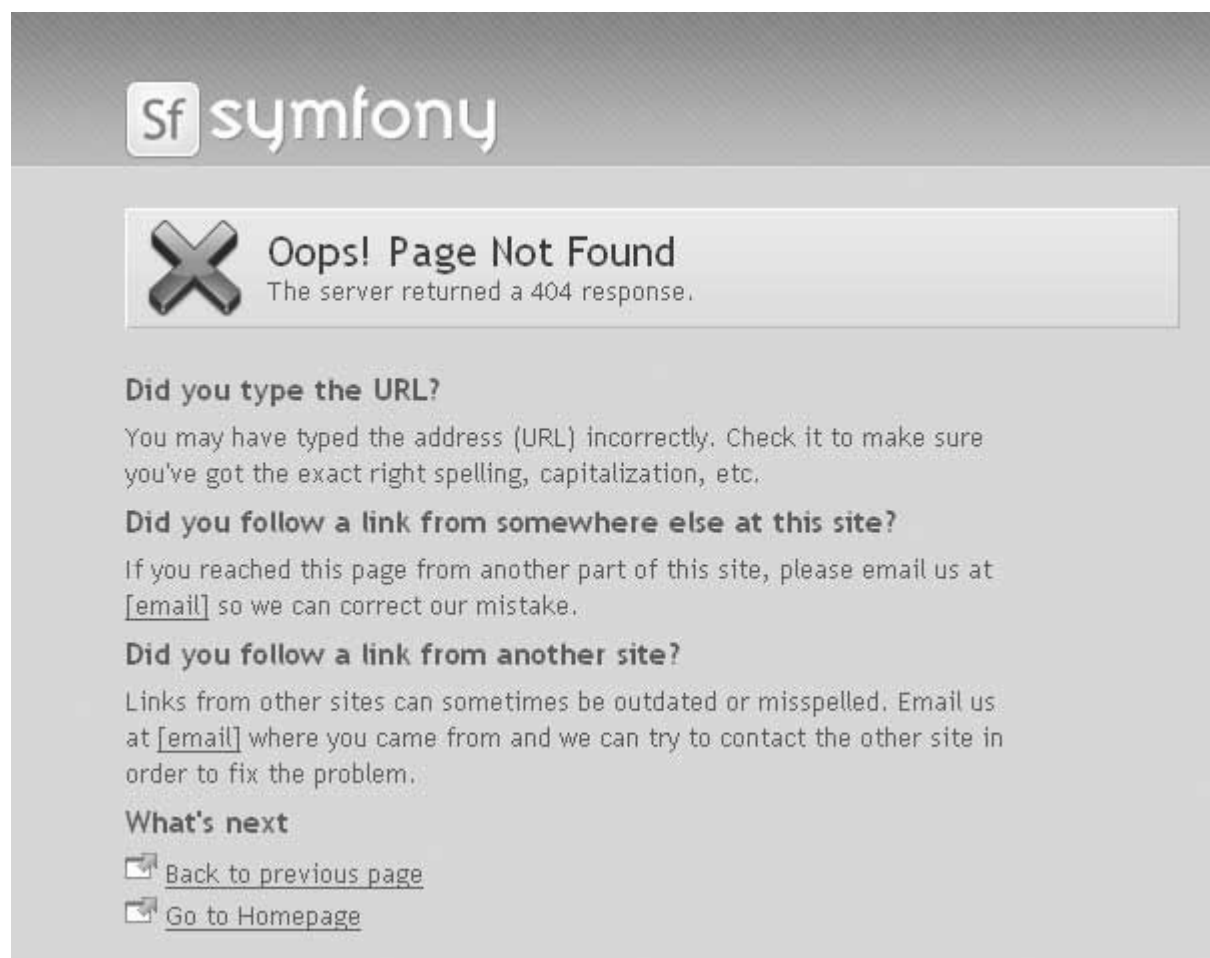 Sf symfony
Oops! Page Not Found
The server returned a 404 response.
Did you type the URL?
You may have typed the address (URL) incorrectly. Check it to make sure
you've got the exact right spelling, capitalization, etc.
Did you follow a link from somewhere else at this site?
If you reached this page from another part of this site, please email us at
[email] so we can correct our mistake.
Did you follow a link from another site?
Links from other sites can sometimes be outdated or misspelled. Email us
at [email] where you came from and we can try to contact the other site in
order to fix the problem.
What's next
Back to previous page
Go to Homepage